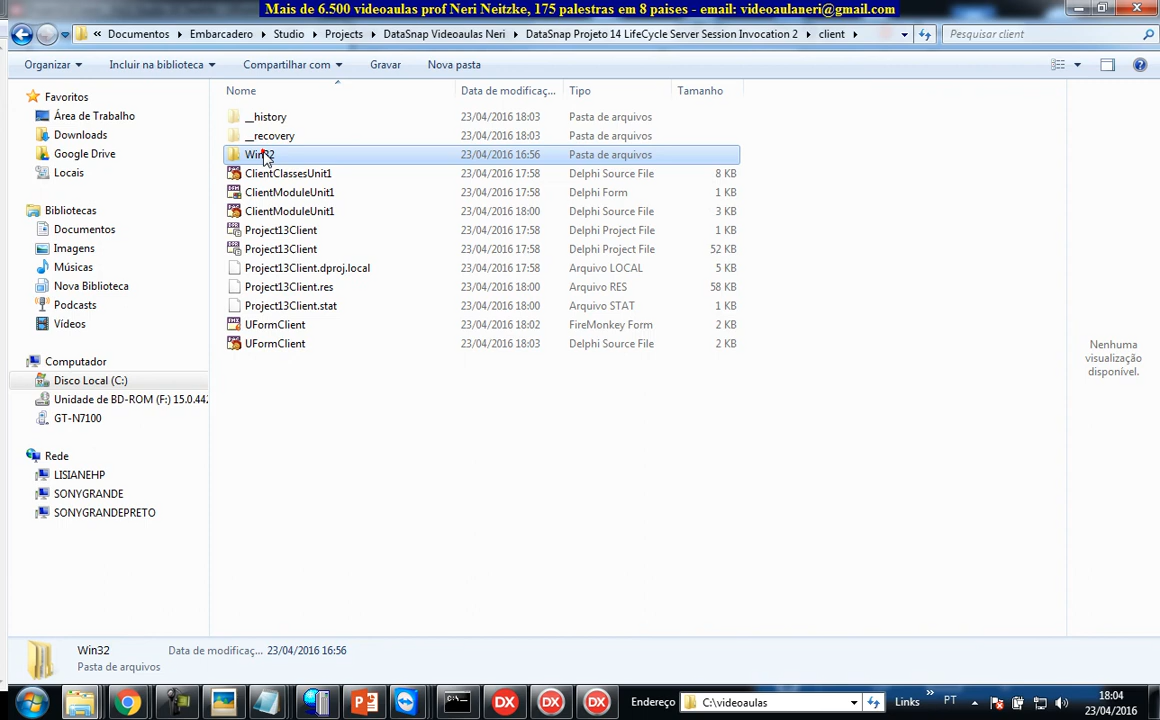 Mais de 6.500 videoaulas prof Neri Neitzke, 175 palestras em 8 paises - email: videoaulaneri@gmail.com
Documentos Embarcadero Studio Projects DataSnap Videoaulas Neri DataSnap Projeto 14 LifeCycle Server Session Invocation 2 client Pesquisar client
Organizar Incluir na biblioteca Compartilhar com Gravar Nova pasta
Nome Data de modificaç... Tipo Tamanho
__history 23/04/2016 18:03 Pasta de arquivos
__recovery 23/04/2016 18:03 Pasta de arquivos
Win32 23/04/2016 16:56 Pasta de arquivos
ClientClassesUnit1 23/04/2016 17:58 Delphi Source File 8 KB
ClientModuleUnit1 23/04/2016 17:58 Delphi Form 1 KB
ClientModuleUnit1 23/04/2016 18:00 Delphi Source File 3 KB
Project13Client 23/04/2016 17:58 Delphi Project File 1 KB
Project13Client 23/04/2016 17:58 Delphi Project File 52 KB
Project13Client.dproj.local 23/04/2016 17:58 Arquivo LOCAL 5 KB
Project13Client.res 23/04/2016 18:00 Arquivo RES 58 KB
Project13Client.stat 23/04/2016 18:00 Arquivo STAT 1 KB
UFormClient 23/04/2016 18:02 FireMonkey Form 2 KB
UFormClient 23/04/2016 18:03 Delphi Source File 2 KB
Favoritos
Área de Trabalho
Downloads
Google Drive
Locais
Bibliotecas
Documentos
Imagens
Músicas
Nova Biblioteca
Podcasts
Vídeos
Computador
Disco Local (C:)
Unidade de BD-ROM (F:) 15.0.442
GT-N7100
Rede
LISIANEHP
SONYGRANDE
SONYGRANDEPRETO
Nenhuma
visualização
disponível.
Win32 Data de modificaç... 23/04/2016 16:56
Pasta de arquivos
DX DX DX Endereço C:\videoaulas Links » PT 18:04
23/04/2016